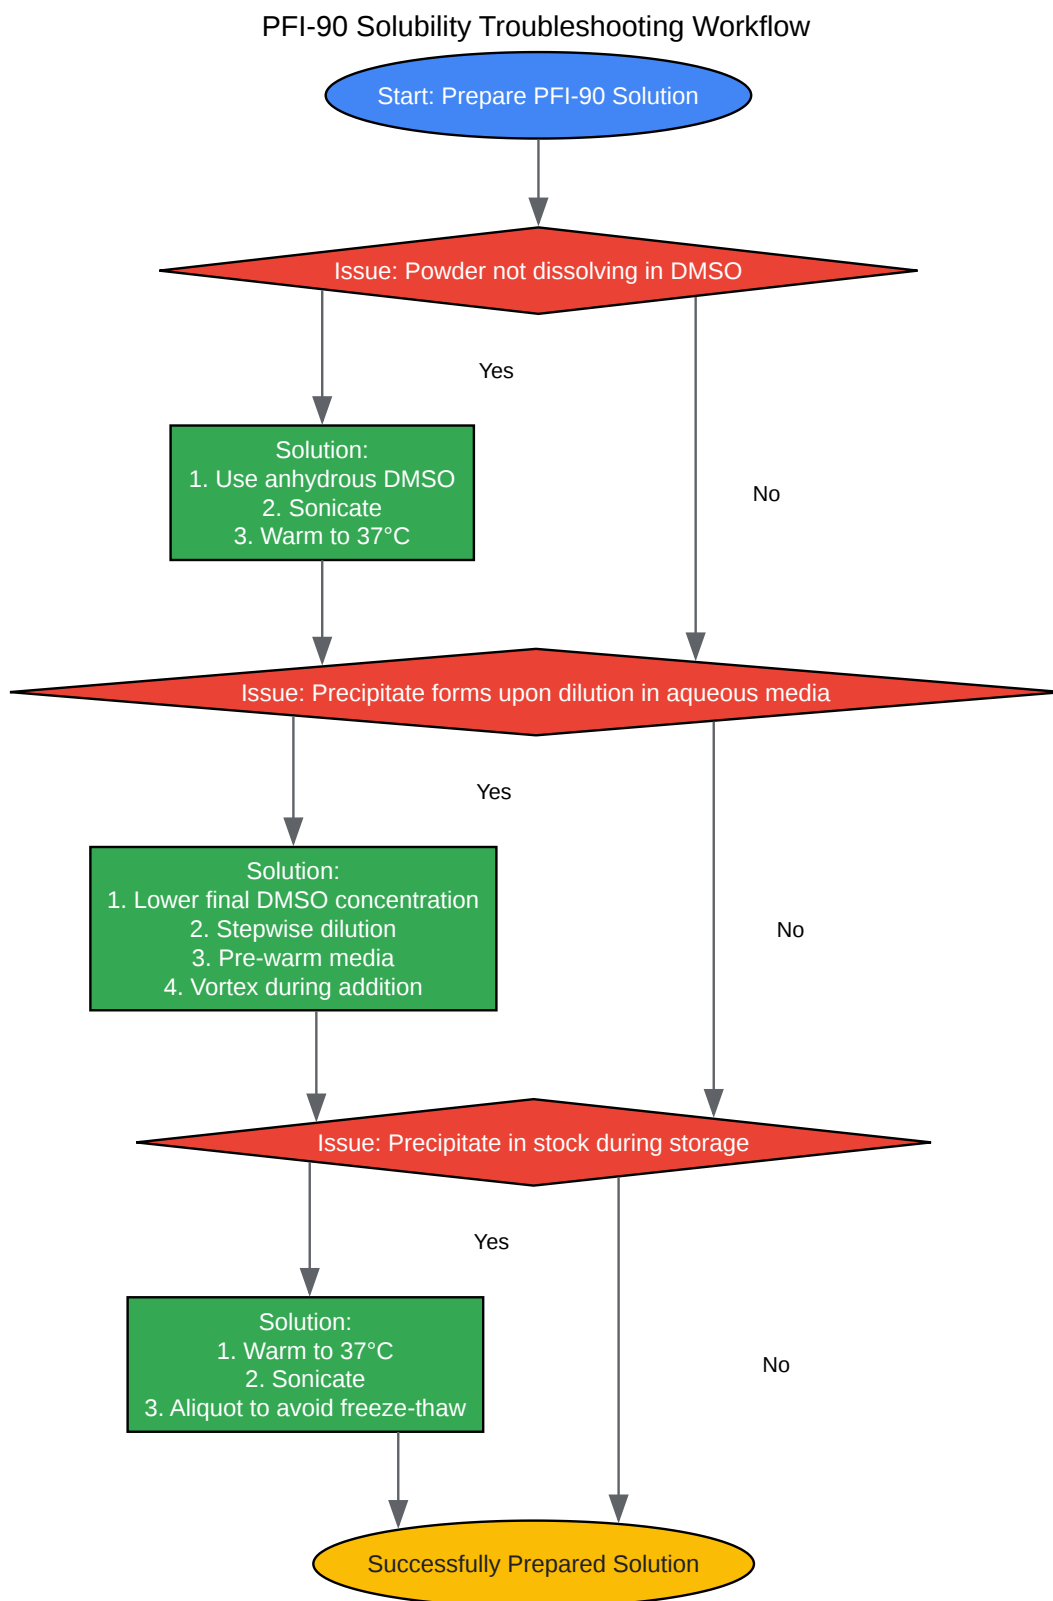 PFI-90 Solubility Troubleshooting Workflow
Start: Prepare PFI-90 Solution
Issue: Powder not dissolving in DMSO
Yes
Solution:
1. Use anhydrous DMSO
2. Sonicate
3. Warm to 37°C
No
Issue: Precipitate forms upon dilution in aqueous media
Yes
Solution:
1. Lower final DMSO concentration
2. Stepwise dilution
3. Pre-warm media
4. Vortex during addition
No
Issue: Precipitate in stock during storage
Yes
Solution:
1. Warm to 37°C
2. Sonicate
3. Aliquot to avoid freeze-thaw
No
Successfully Prepared Solution